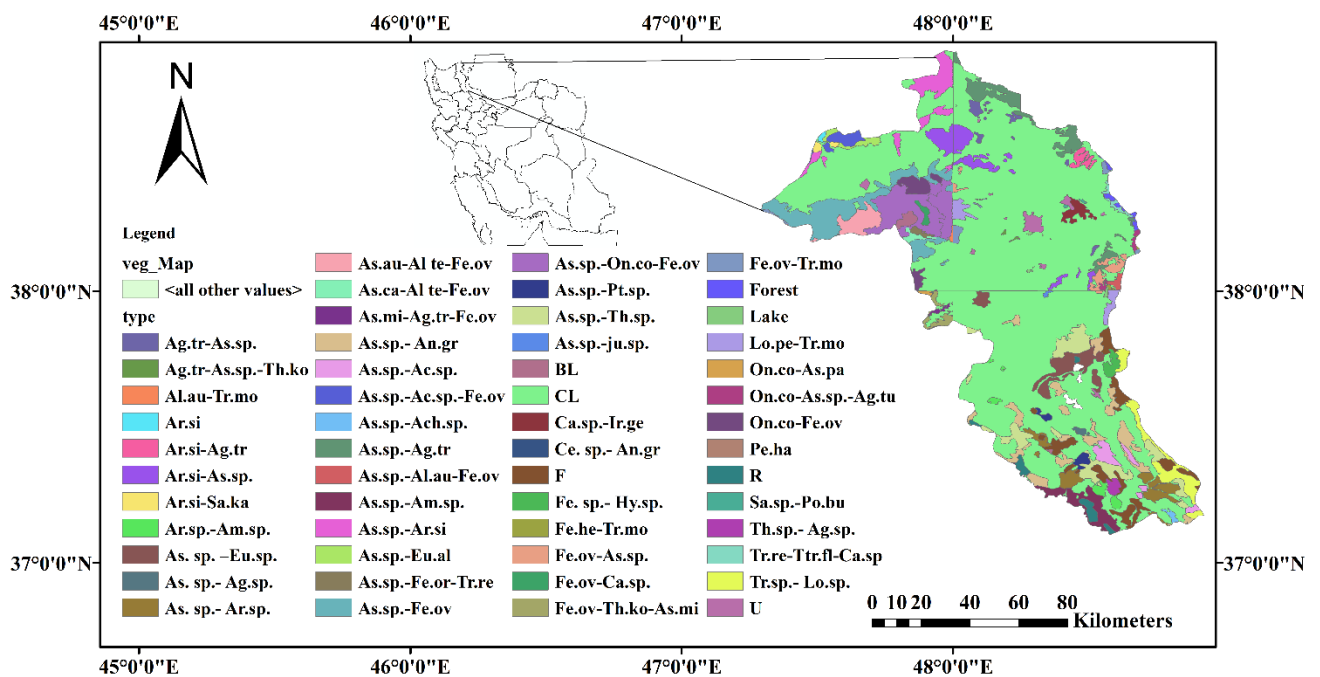 45°0'0"E 46°0'0"E 47°0'0"E 48°0'0"E
N
Legend
veg_Map
<all other values>
type
Ag.tr-As.sp.
Ag.tr-As.sp.-Th.ko
Al.au-Tr.mo
Ar.si
Ar.si-Ag.tr
Ar.si-As.sp.
Ar.si-Sa.ka
Ar.sp.-Am.sp.
As. sp. –Eu.sp.
As. sp.- Ag.sp.
As. sp.- Ar.sp.
As.au-Al te-Fe.ov
As.ca-Al te-Fe.ov
As.mi-Ag.tr-Fe.ov
As.sp.- An.gr
As.sp.-Ac.sp.
As.sp.-Ac.sp.-Fe.ov
As.sp.-Ach.sp.
As.sp.-Ag.tr
As.sp.-Al.au-Fe.ov
As.sp.-Am.sp.
As.sp.-Ar.si
As.sp.-Eu.al
As.sp.-Fe.or-Tr.re
As.sp.-Fe.ov
As.sp.-On.co-Fe.ov
As.sp.-Pt.sp.
As.sp.-Th.sp.
As.sp.-ju.sp.
BL
CL
Ca.sp.-Ir.ge
Ce. sp.- An.gr
F
Fe. sp.- Hy.sp.
Fe.he-Tr.mo
Fe.ov-As.sp.
Fe.ov-Ca.sp.
Fe.ov-Th.ko-As.mi
Fe.ov-Tr.mo
Forest
Lake
Lo.pe-Tr.mo
On.co-As.pa
On.co-As.sp.-Ag.tu
On.co-Fe.ov
Pe.ha
R
Sa.sp.-Po.bu
Th.sp.- Ag.sp.
Tr.re-Ttr.fl-Ca.sp
Tr.sp.- Lo.sp.
U
38°0'0"N 38°0'0"N
37°0'0"N 37°0'0"N
0 10 20 40 60 80
Kilometers
45°0'0"E 46°0'0"E 47°0'0"E 48°0'0"E